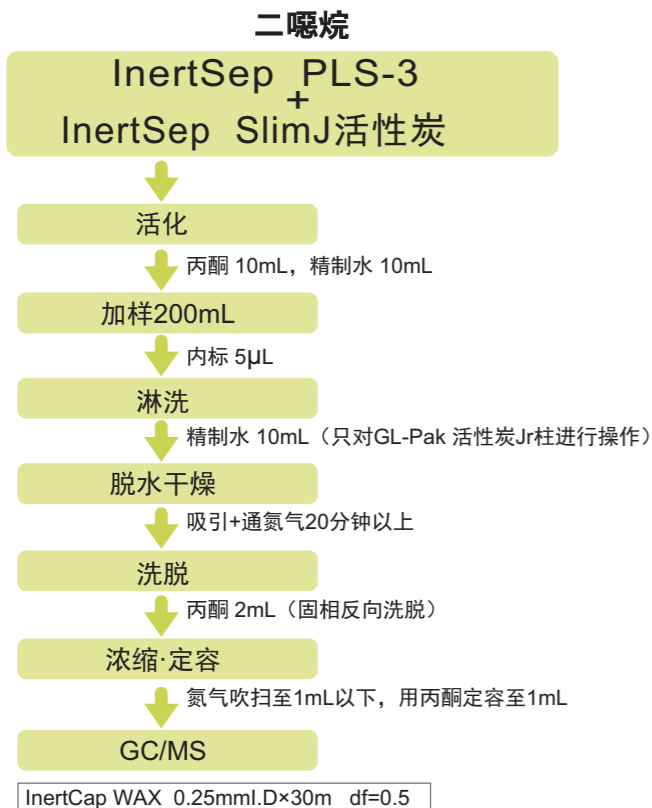 二噁烷
InertSep PLS-3
+
InertSep SlimJ活性炭
活化
丙酮 10mL，精制水 10mL
加样200mL
内标 5μL
淋洗
精制水 10mL（只对GL-Pak 活性炭Jr柱进行操作）
脱水干燥
吸引+通氮气20分钟以上
洗脱
丙酮 2mL（固相反向洗脱）
浓缩·定容
氮气吹扫至1mL以下，用丙酮定容至1mL
GC/MS
InertCap WAX 0.25mmI.D×30m df=0.5